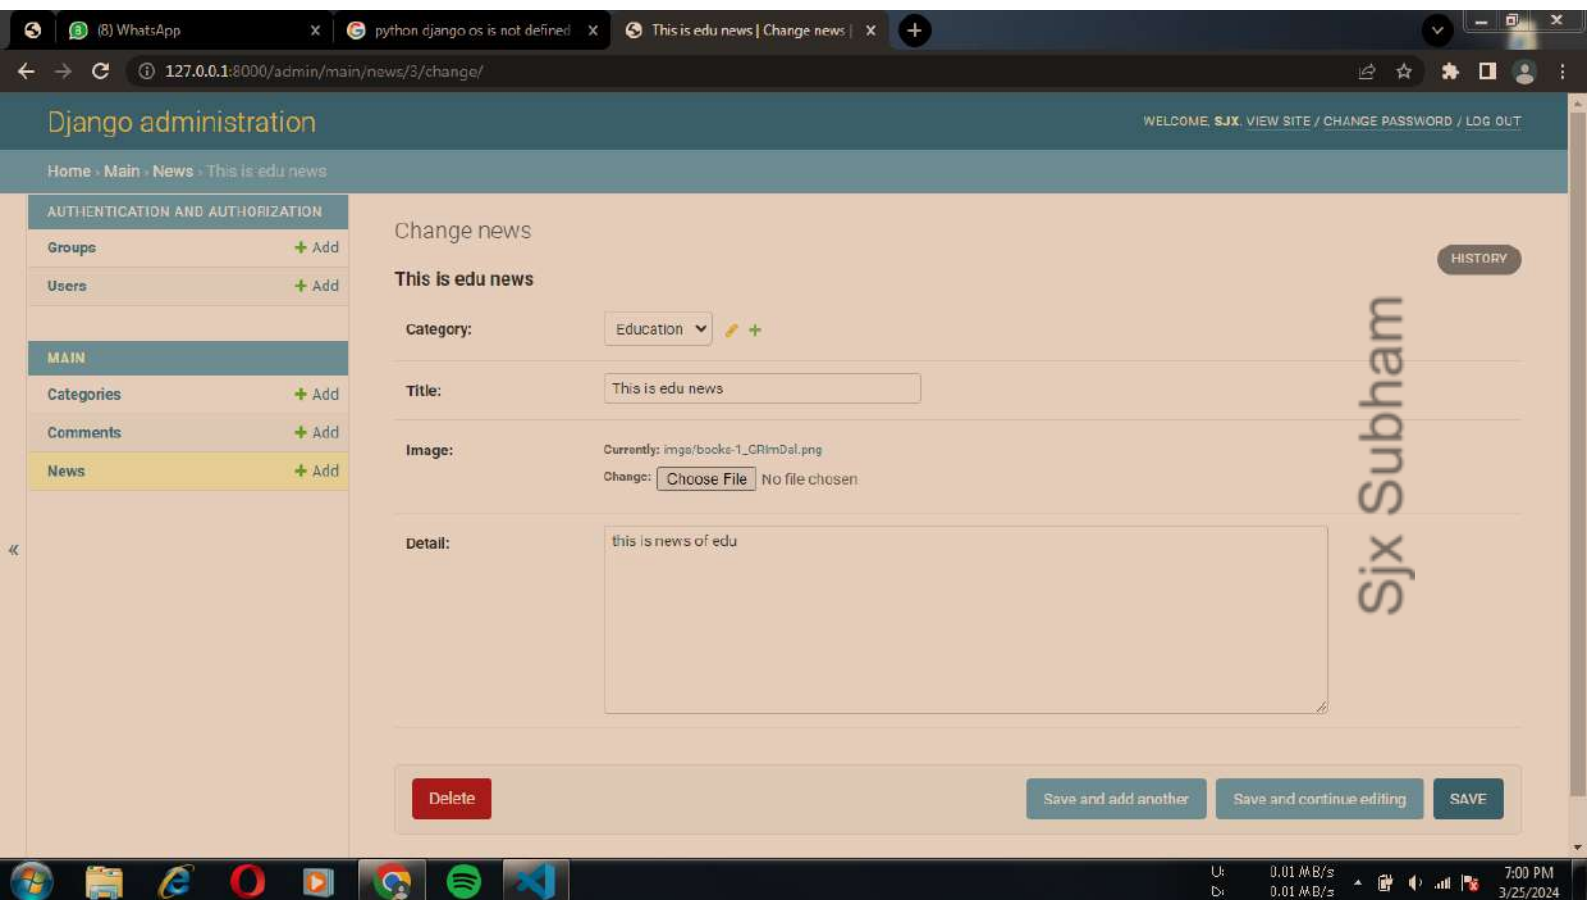 (8) WhatsApp
python django os is not defined
This is edu news | Change news |
127.0.0.1:8000/admin/main/news/3/change/
Django administration
WELCOME, SJX. VIEW SITE / CHANGE PASSWORD / LOG OUT
Home › Main › News › This is edu news
AUTHENTICATION AND AUTHORIZATION
Groups + Add
Users + Add
MAIN
Categories + Add
Comments + Add
News + Add
«
Change news
HISTORY
This is edu news
Category: Education
Title: This is edu news
Image: Currently: imgs/books-1_
Change: Choose File No file chosen
Detail: this is news of edu
Sjx Subham
Delete
Save and add another
Save and continue editing
SAVE
U: 0.01 MB/s
D: 0.01 MB/s
7:00 PM
3/25/2024